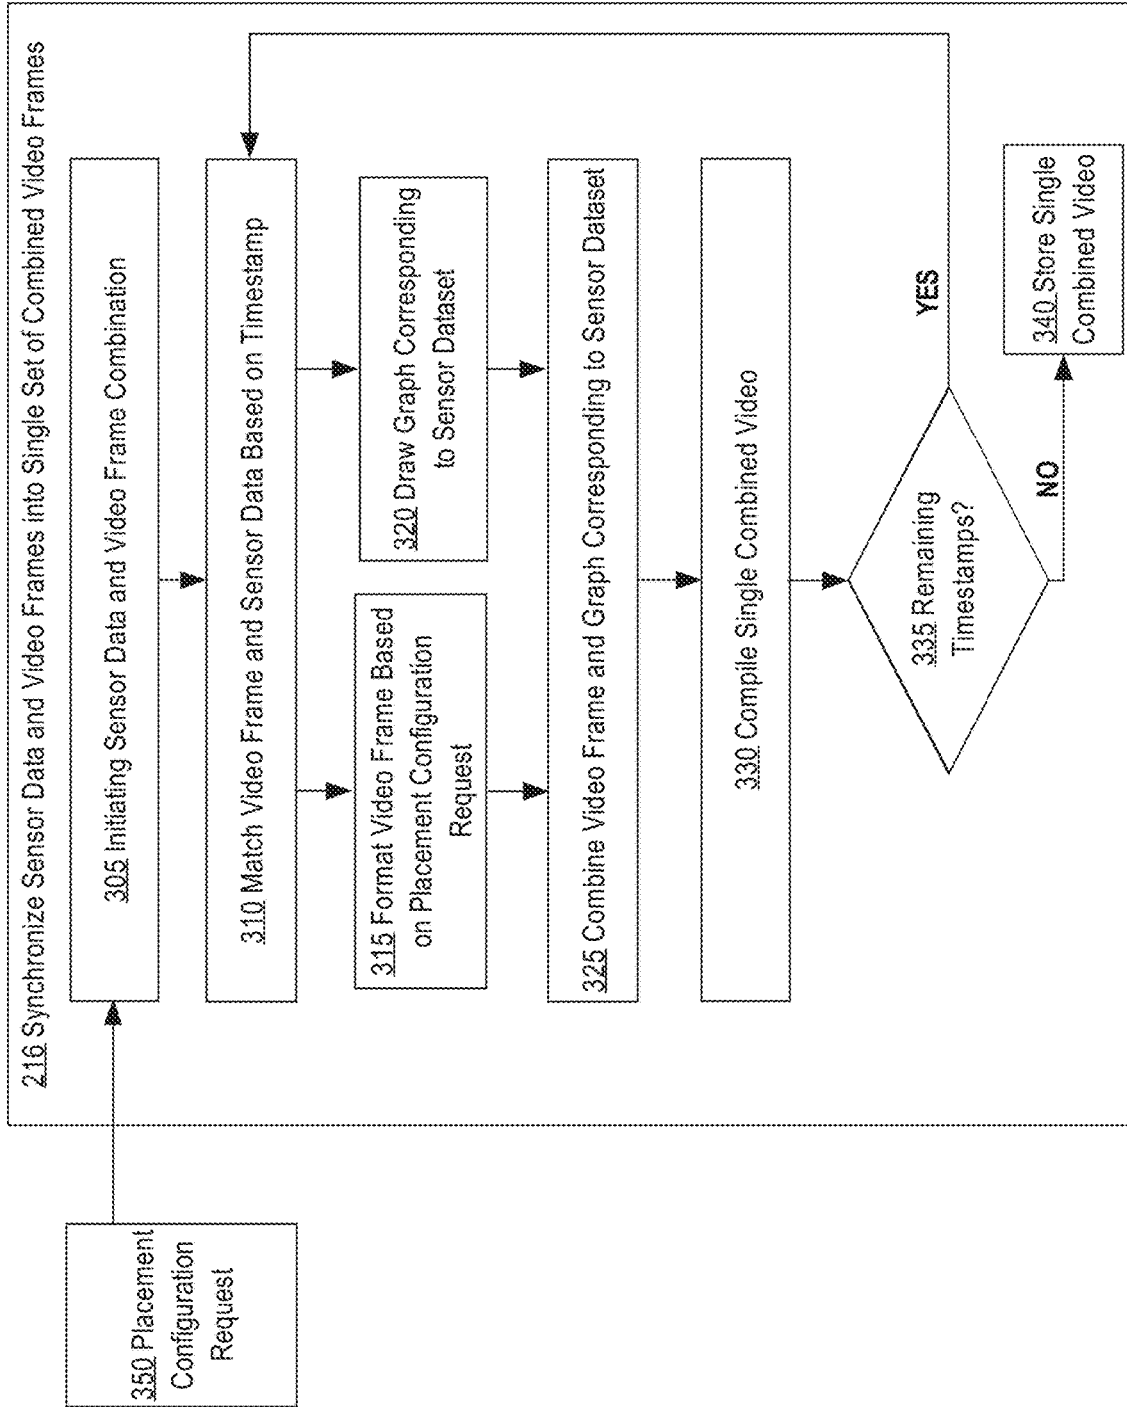 216 Synchronize Sensor Data and Video Frames into Single Set of Combined Video Frames
350 Placement
Configuration
Request
305 Initiating Sensor Data and Video Frame Combination
310 Match Video Frame and Sensor Data Based on Timestamp
315 Format Video Frame Based
on Placement Configuration
Request
320 Draw Graph Corresponding
to Sensor Dataset
325 Combine Video Frame and Graph Corresponding to Sensor Dataset
330 Compile Single Combined Video
335 Remaining
Timestamps?
YES
NO
340 Store Single
Combined Video